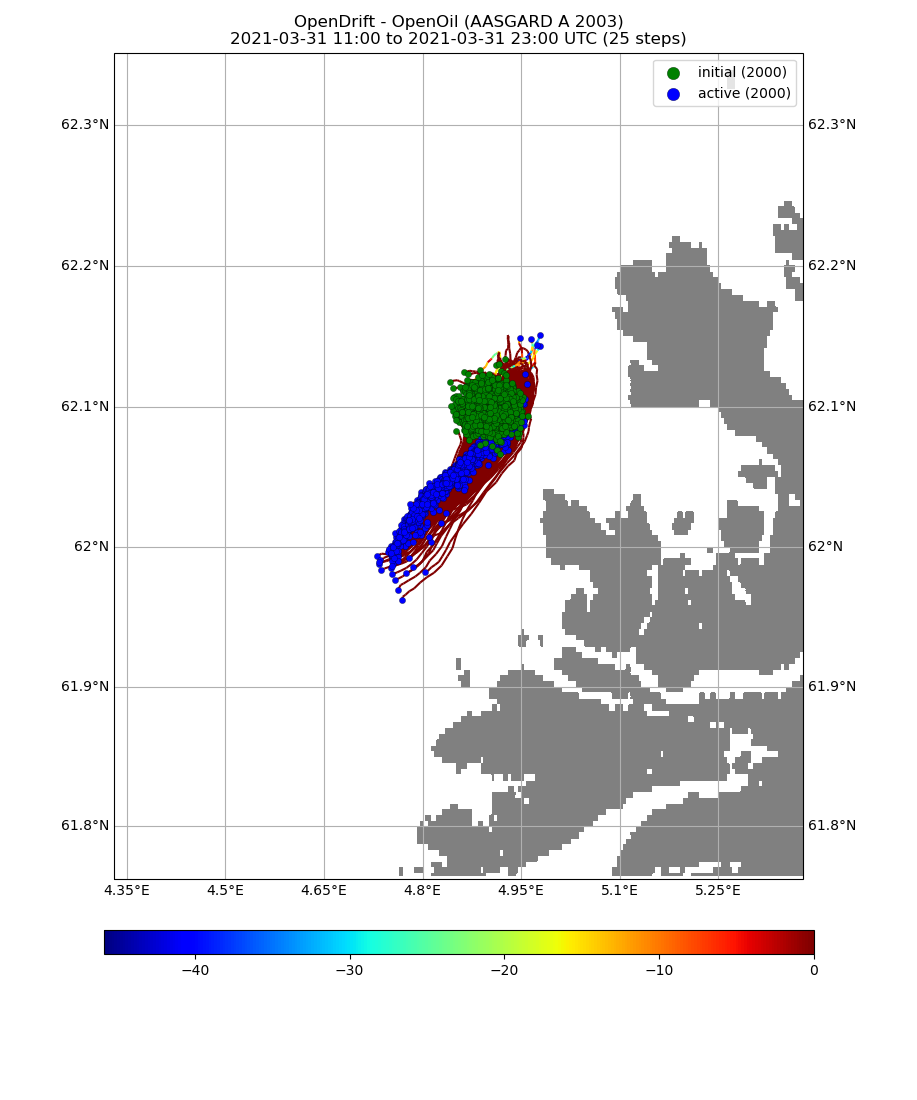 OpenDrift - OpenOil (AASGARD A 2003)
2021-03-31 11:00 to 2021-03-31 23:00 UTC (25 steps)
initial (2000)
active (2000)
62.3°N 62.3°N
62.2°N 62.2°N
62.1°N 62.1°N
62°N 62°N
61.9°N 61.9°N
61.8°N 61.8°N
4.35°E 4.5°E 4.65°E 4.8°E 4.95°E 5.1°E 5.25°E
−40 −30 −20 −10 0